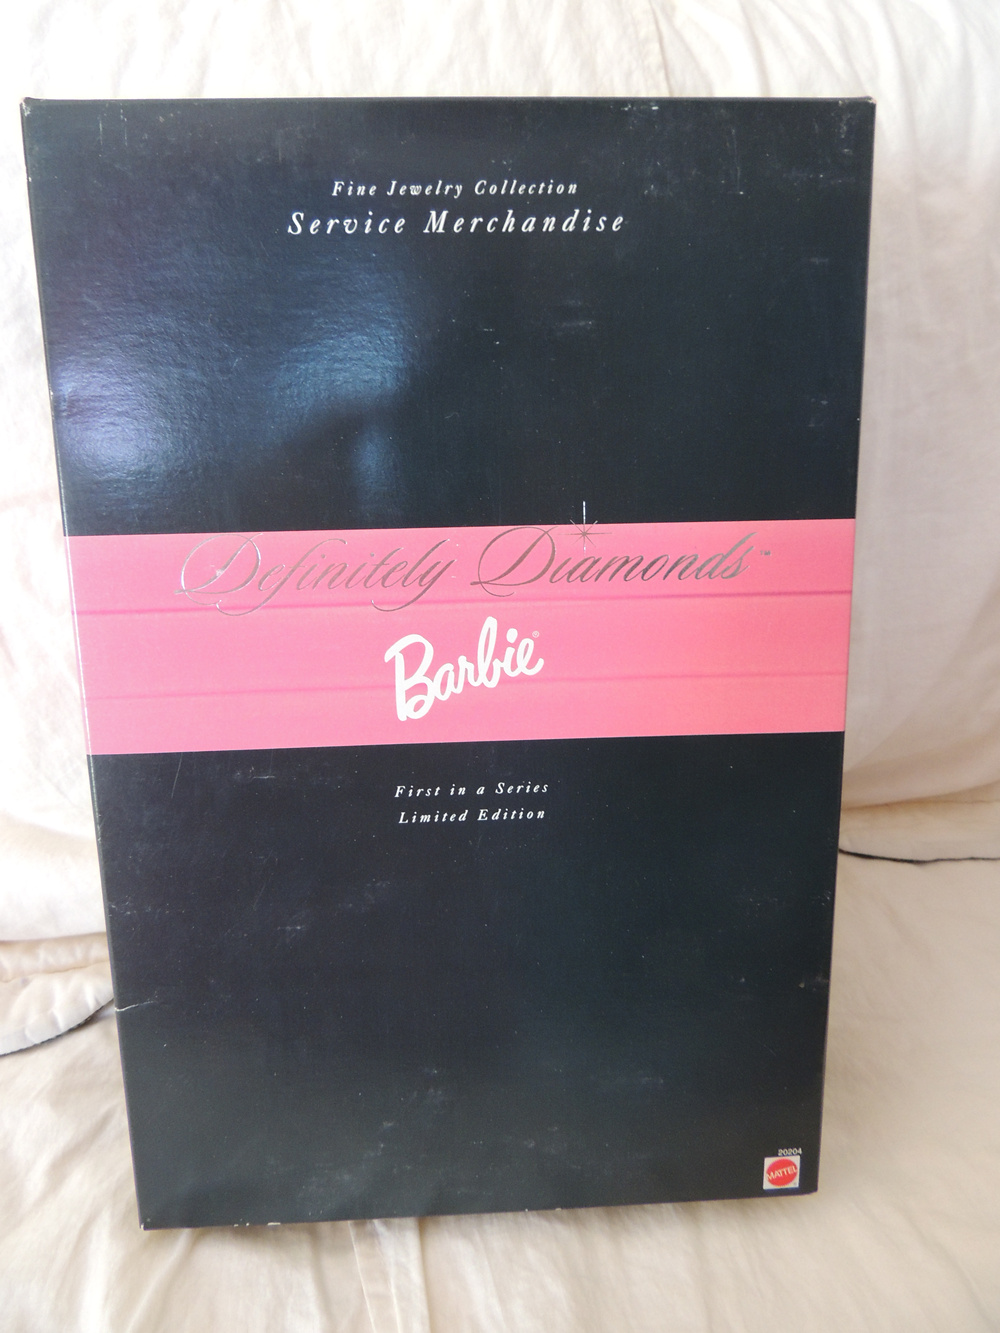 Fine Jewelry Collection
Service Merchandise
Definitely Diamonds™
Barbie®
First in a Series
Limited Edition
20204
MATTEL